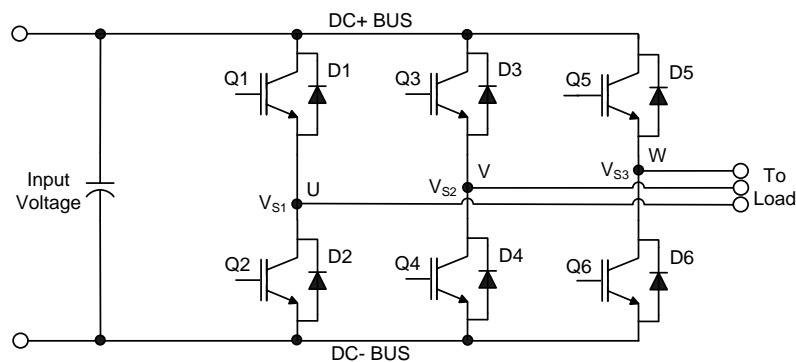 DC+ BUS
Q1
D1
Q3
D3
Q5
D5
Input
Voltage
VS1
U
VS2
V
VS3
W
To
Load
Q2
D2
Q4
D4
Q6
D6
DC- BUS